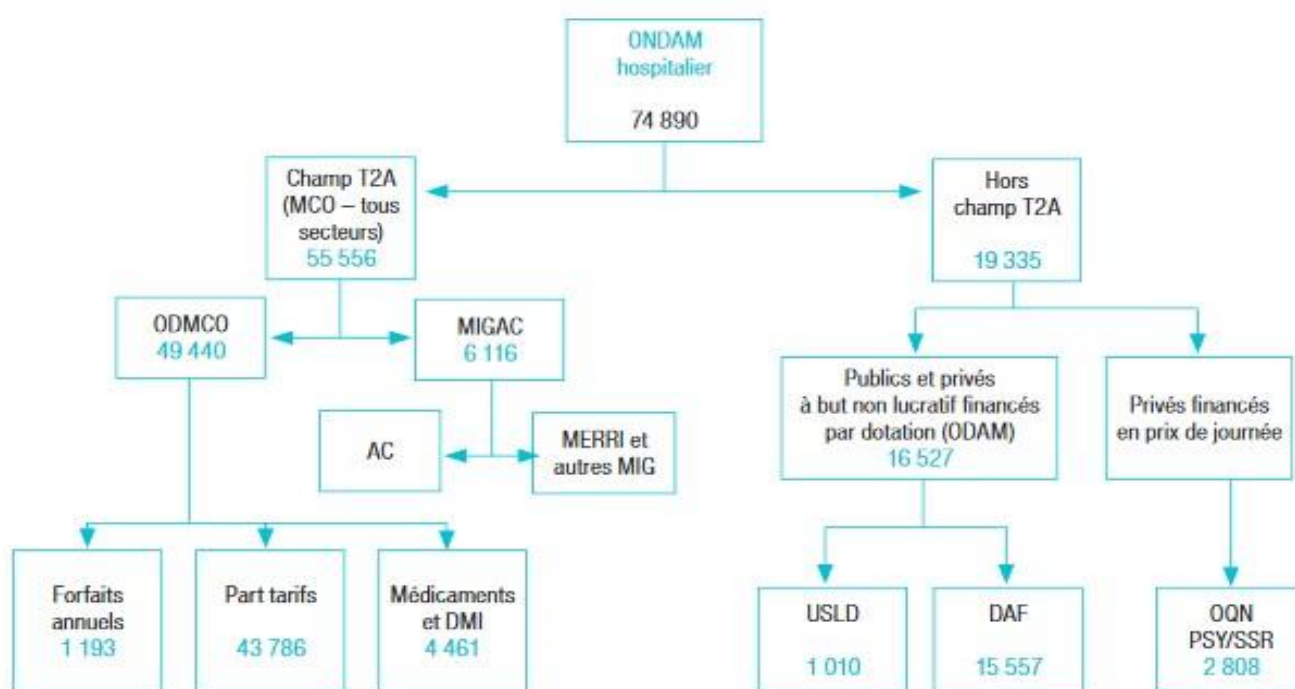 ONDAM
hospitalier
74 890
Champ T2A
(MCO – tous
secteurs)
55 556
Hors
champ T2A
19 335
ODMCO
49 440
MIGAC
6 116
Publics et privés
à but non lucratif financés
par dotation (ODAM)
16 527
Privés financés
en prix de journée
AC
MERRI et
autres MIG
Forfaits
annuels
1 193
Part tarifs
43 786
Médicaments
et DMI
4 461
USLD
1 010
DAF
15 557
OQN
PSY/SSR
2 808